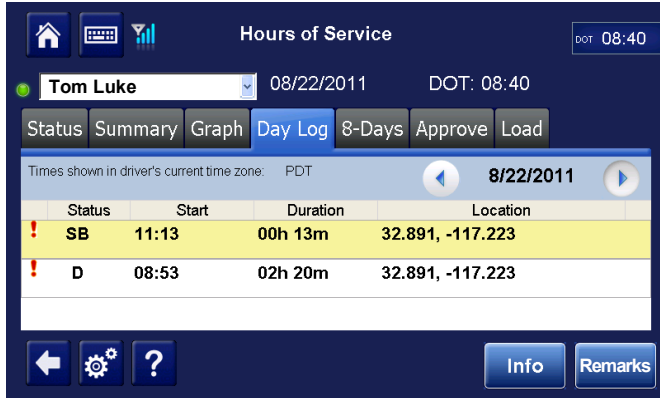 Hours of Service
DOT 08:40
Tom Luke 08/22/2011 DOT: 08:40
Status Summary Graph Day Log 8-Days Approve Load
Times shown in driver's current time zone: PDT 8/22/2011
Status Start Duration Location
! SB 11:13 00h 13m 32.891, -117.223
! D 08:53 02h 20m 32.891, -117.223
? Info Remarks